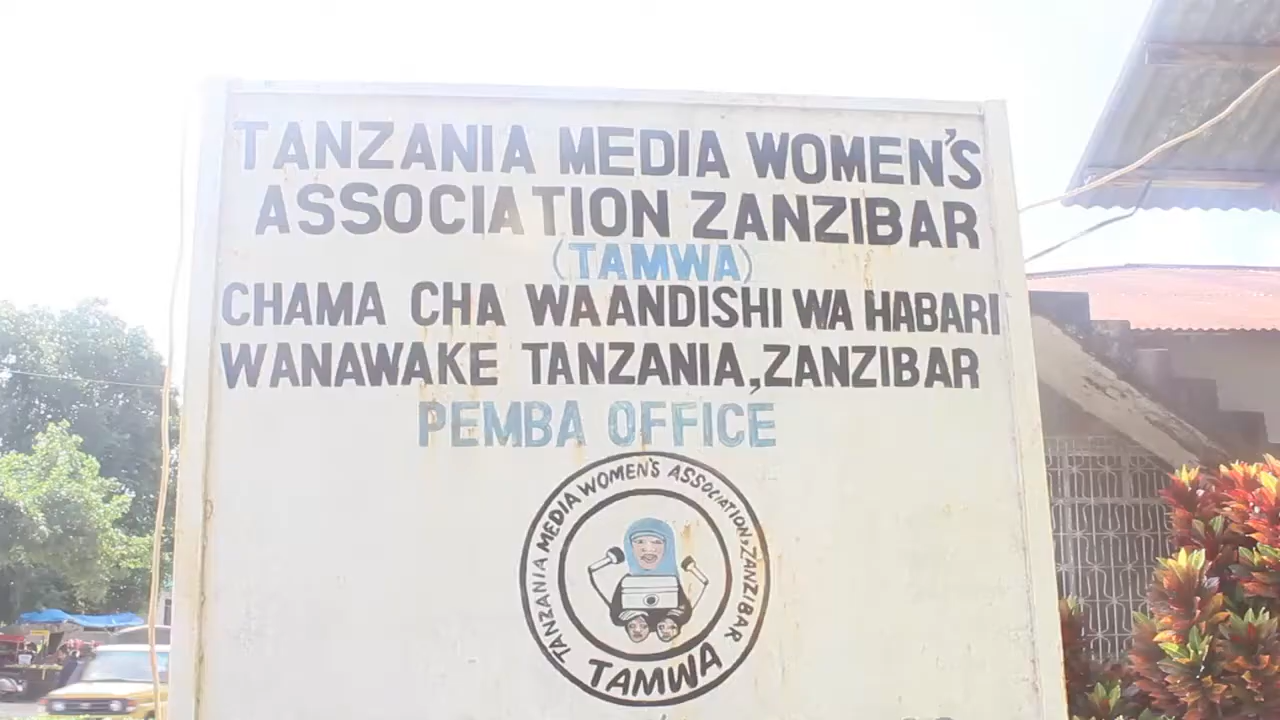 TANZANIA MEDIA WOMEN'S
ASSOCIATION ZANZIBAR
(TAMWA)
CHAMA CHA WAANDISHI WA HABARI
WANAWAKE TANZANIA, ZANZIBAR
PEMBA OFFICE
TANZANIA MEDIA WOMEN'S ASSOCIATION, ZANZIBAR
TAMWA